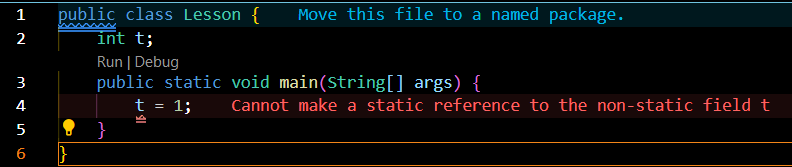 1 public class Lesson { Move this file to a named package.
2 int t;
Run | Debug
3 public static void main(String[] args) {
4 t = 1; Cannot make a static reference to the non-static field t
5 }
6 }